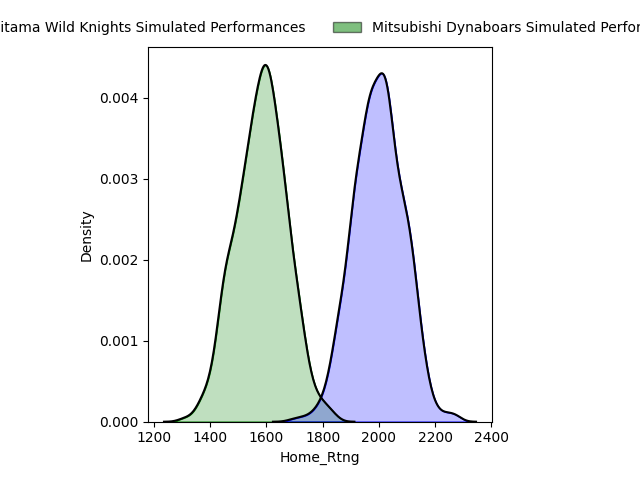 itama Wild Knights Simulated Performances
Mitsubishi Dynaboars Simulated Perfor
0.004
0.003
0.002
0.001
0.000
Density
1200 1400 1600 1800 2000 2200 2400
Home_Rtng